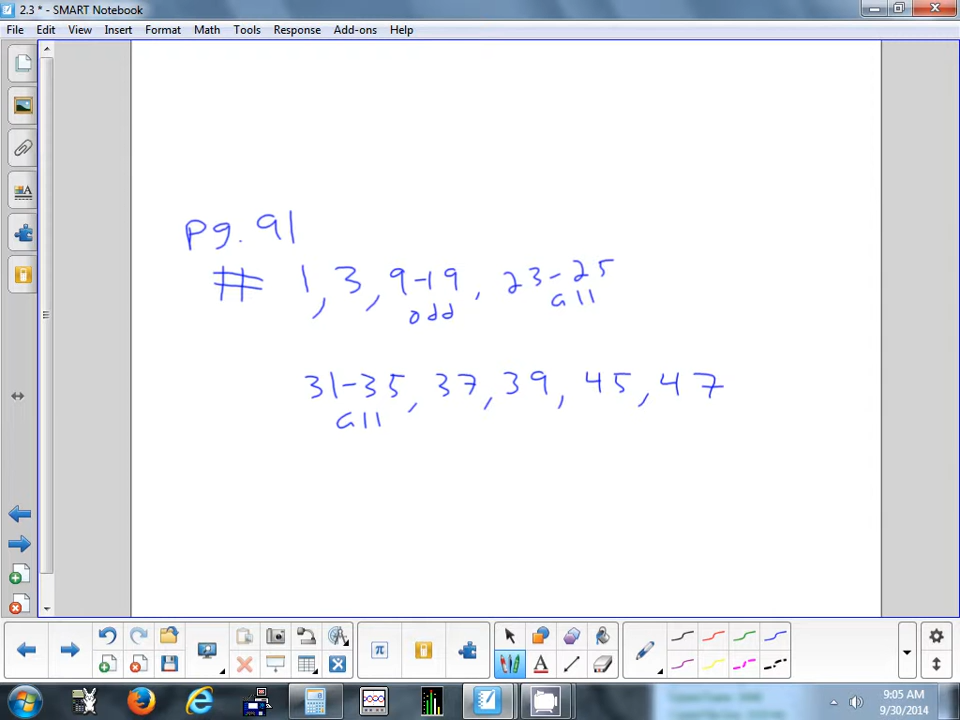 2.3 * - SMART Notebook
File Edit View Insert Format Math Tools Response Add-ons Help
pg. 91
# 1, 3, 9-19, 23-25
odd all
31-35, 37, 39, 45, 47
all
9:05 AM
9/30/2014